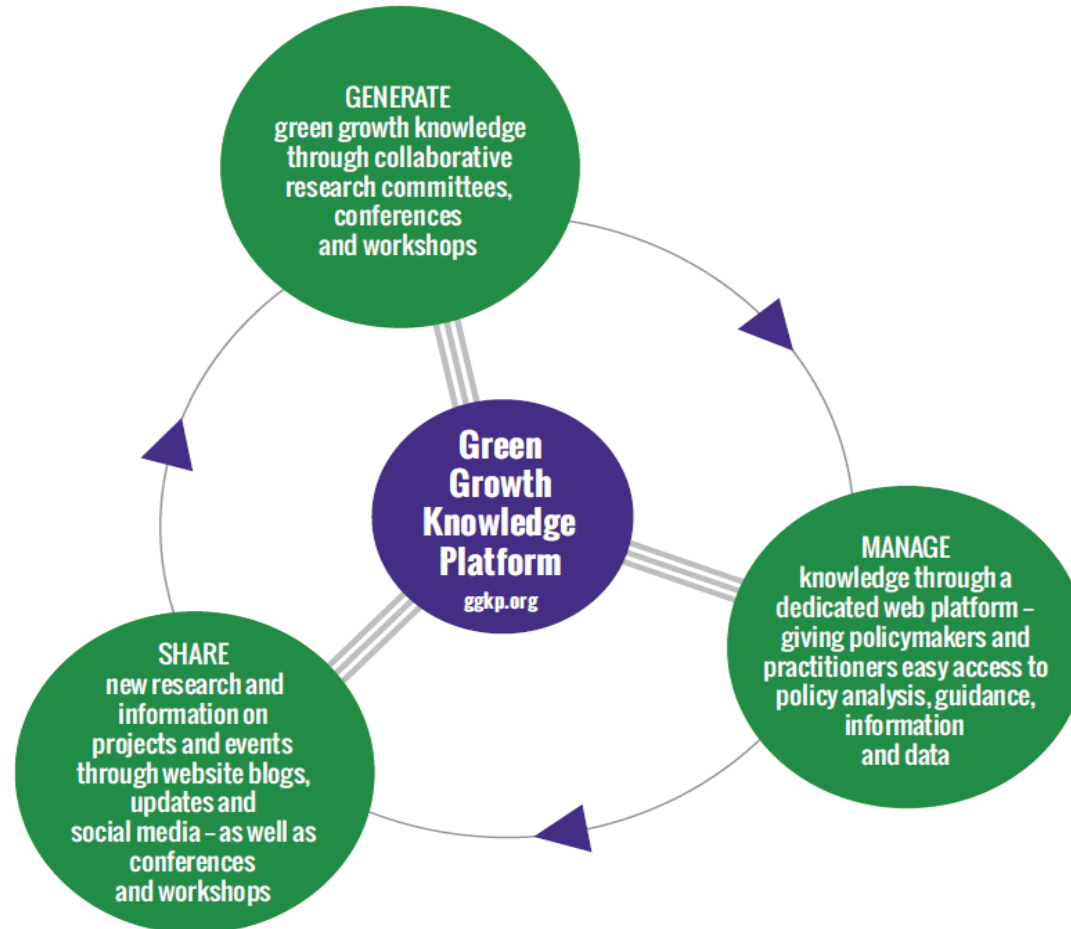 GENERATE
green growth knowledge
through collaborative
research committees,
conferences
and workshops
Green
Growth
Knowledge
Platform
ggkp.org
MANAGE
knowledge through a
dedicated web platform –
giving policymakers and
practitioners easy access to
policy analysis, guidance,
information
and data
SHARE
new research and
information on
projects and events
through website blogs,
updates and
social media – as well as
conferences
and workshops